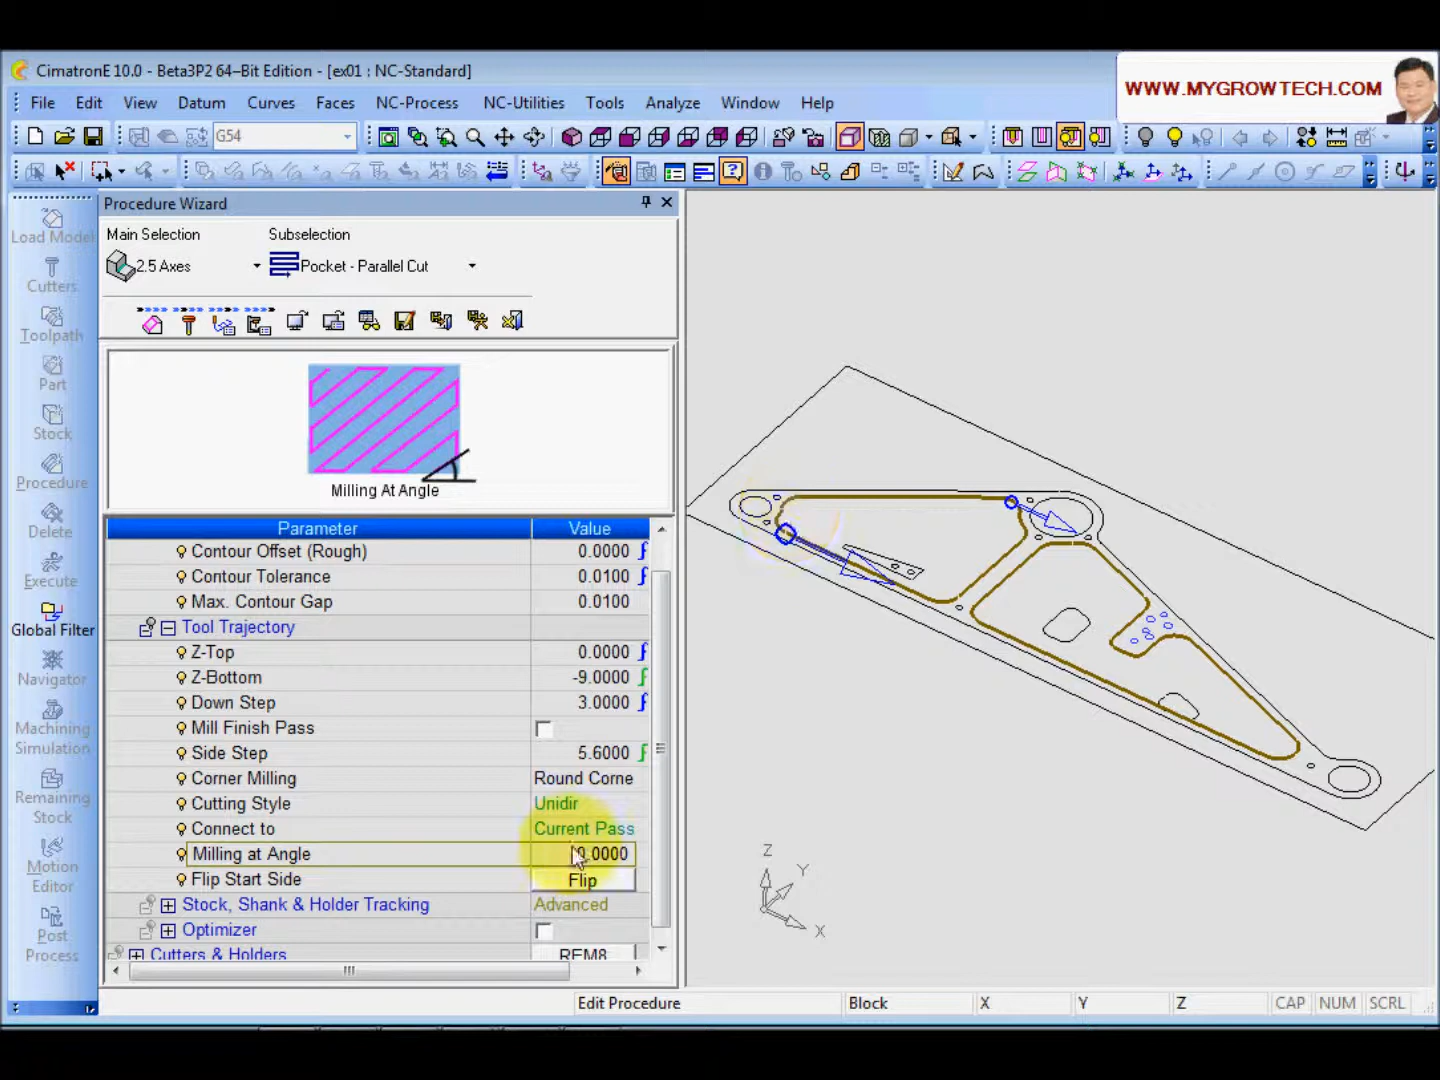 CimatronE 10.0 - Beta3P2 64–Bit Edition - [ex01 : NC-Standard]
WWW.MYGROWTECH.COM
File Edit View Datum Curves Faces NC-Process NC-Utilities Tools Analyze Window Help
G54
Procedure Wizard
Main Selection Subselection
2.5 Axes Pocket - Parallel Cut
Milling At Angle
Parameter Value
Contour Offset (Rough) 0.0000
Contour Tolerance 0.0100
Max. Contour Gap 0.0100
Tool Trajectory
Z-Top 0.0000
Z-Bottom -9.0000
Down Step 3.0000
Mill Finish Pass
Side Step 5.6000
Corner Milling Round Corne
Cutting Style Unidir
Connect to Current Pass
Milling at Angle 0.0000
Flip Start Side Flip
Stock, Shank & Holder Tracking Advanced
Optimizer
Cutters & Holders REM8
Load Model
Cutters
Toolpath
Part
Stock
Procedure
Delete
Execute
Global Filter
Navigator
Machining
Simulation
Remaining
Stock
Motion
Editor
Post
Process
Z
Y
X
Edit Procedure Block X Y Z CAP NUM SCRL